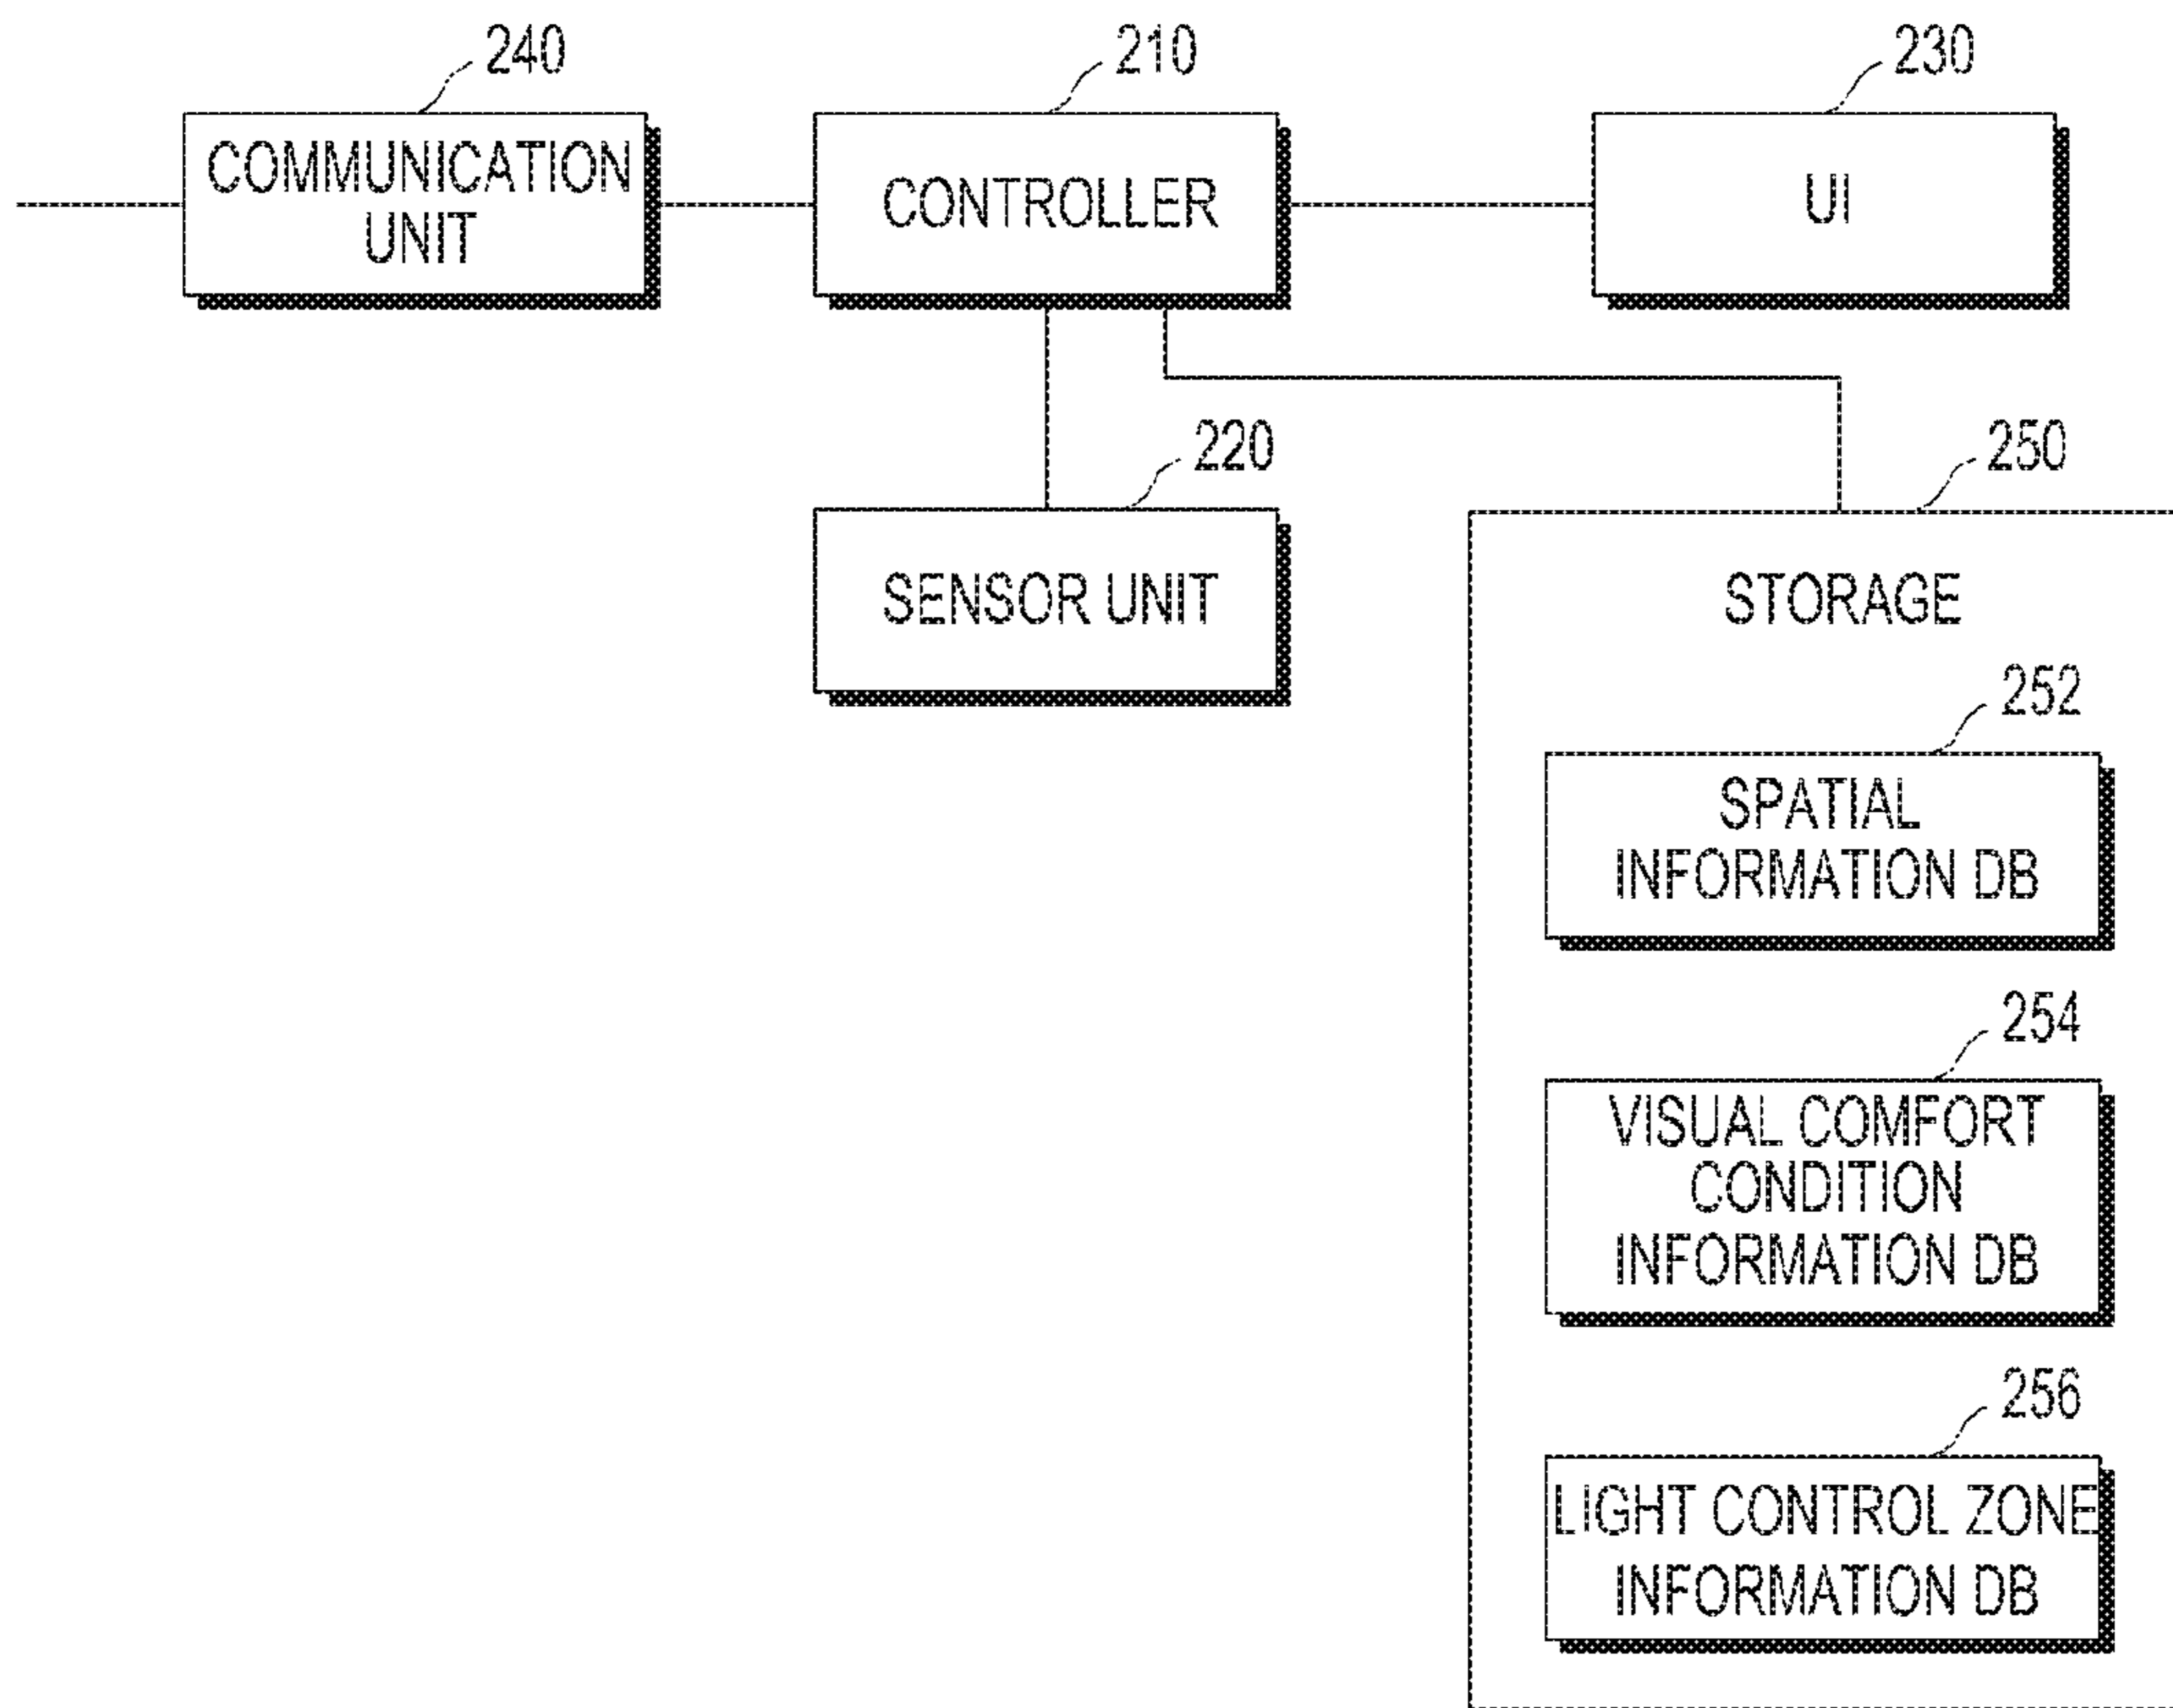 240
210
230
COMMUNICATION
UNIT
CONTROLLER
UI
220
250
SENSOR UNIT
STORAGE
252
SPATIAL
INFORMATION DB
254
VISUAL COMFORT
CONDITION
INFORMATION DB
256
LIGHT CONTROL ZONE
INFORMATION DB